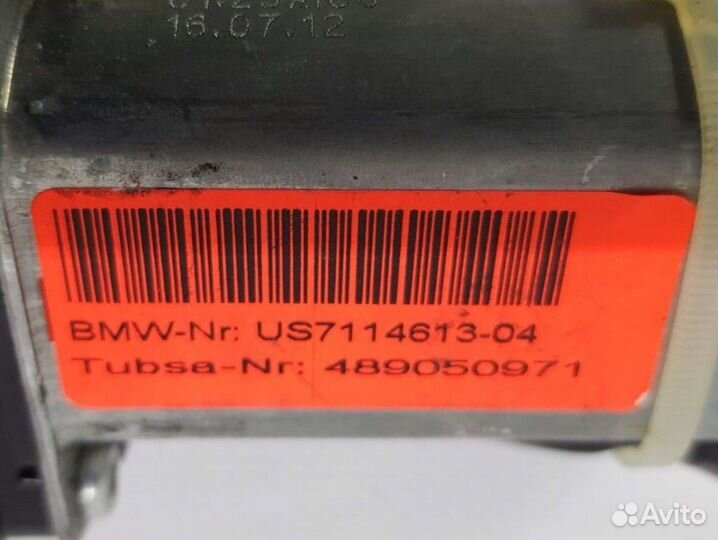 16.07.12
BMW-Nr: US7114613-04
Tubsa-Nr: 489050971
Avito